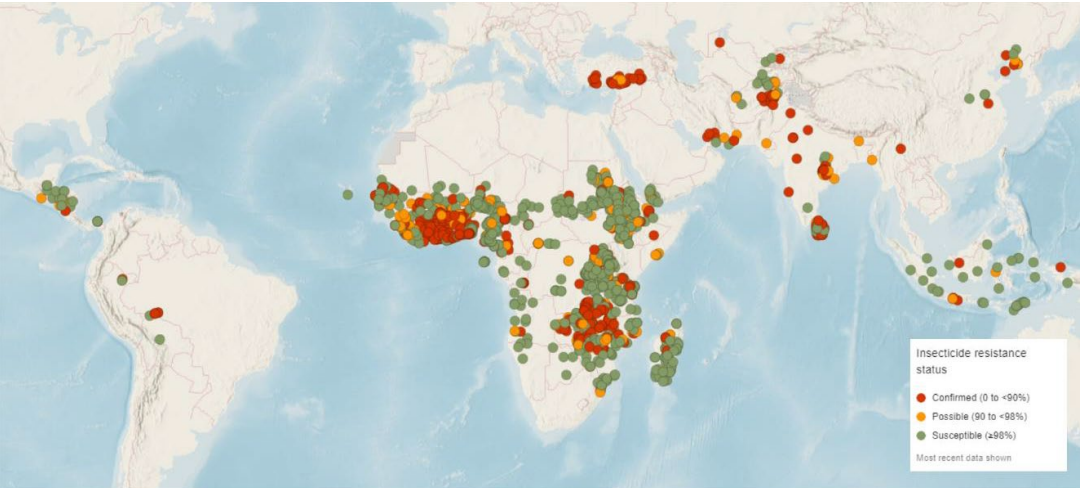 Insecticide resistance
status
Confirmed (0 to <90%)
Possible (90 to <98%)
Susceptible (≥98%)
Most recent data shown